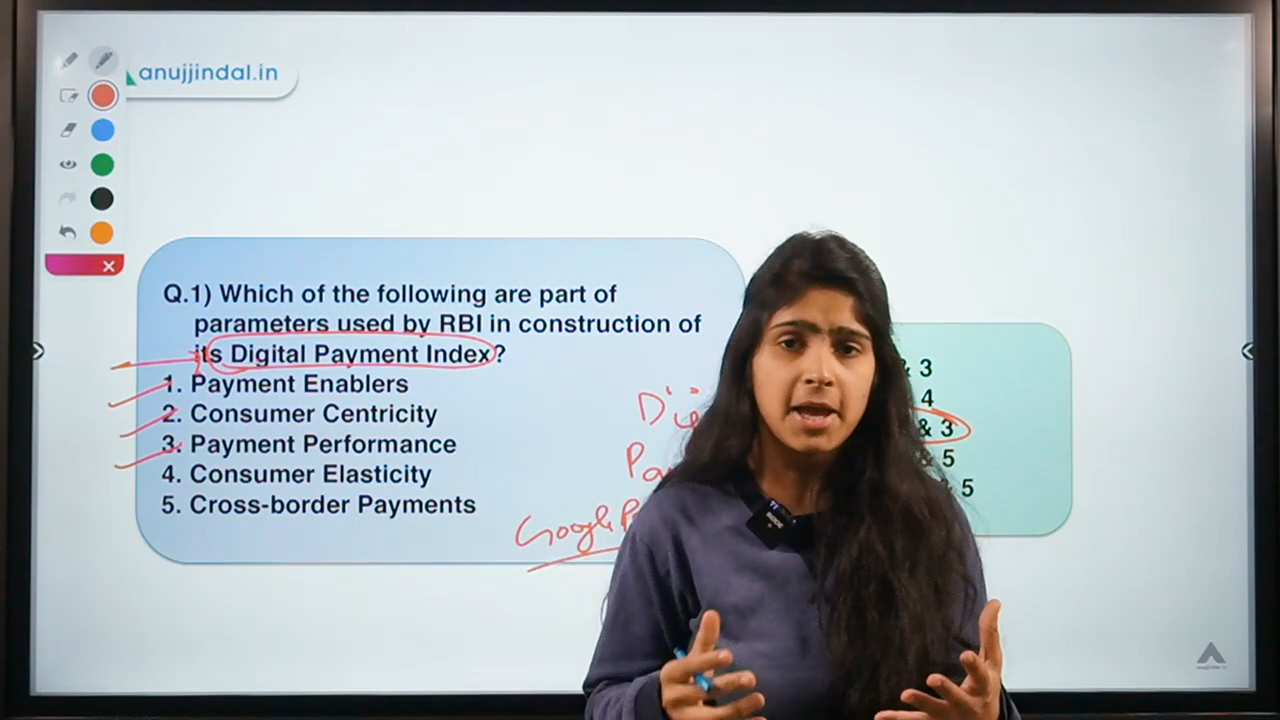 anujjindal.in
Q.1) Which of the following are part of
parameters used by RBI in construction of
its Digital Payment Index?
1. Payment Enablers
2. Consumer Centricity
3. Payment Performance
4. Consumer Elasticity
5. Cross-border Payments
& 3
4
& 3
& 5
5
Google P